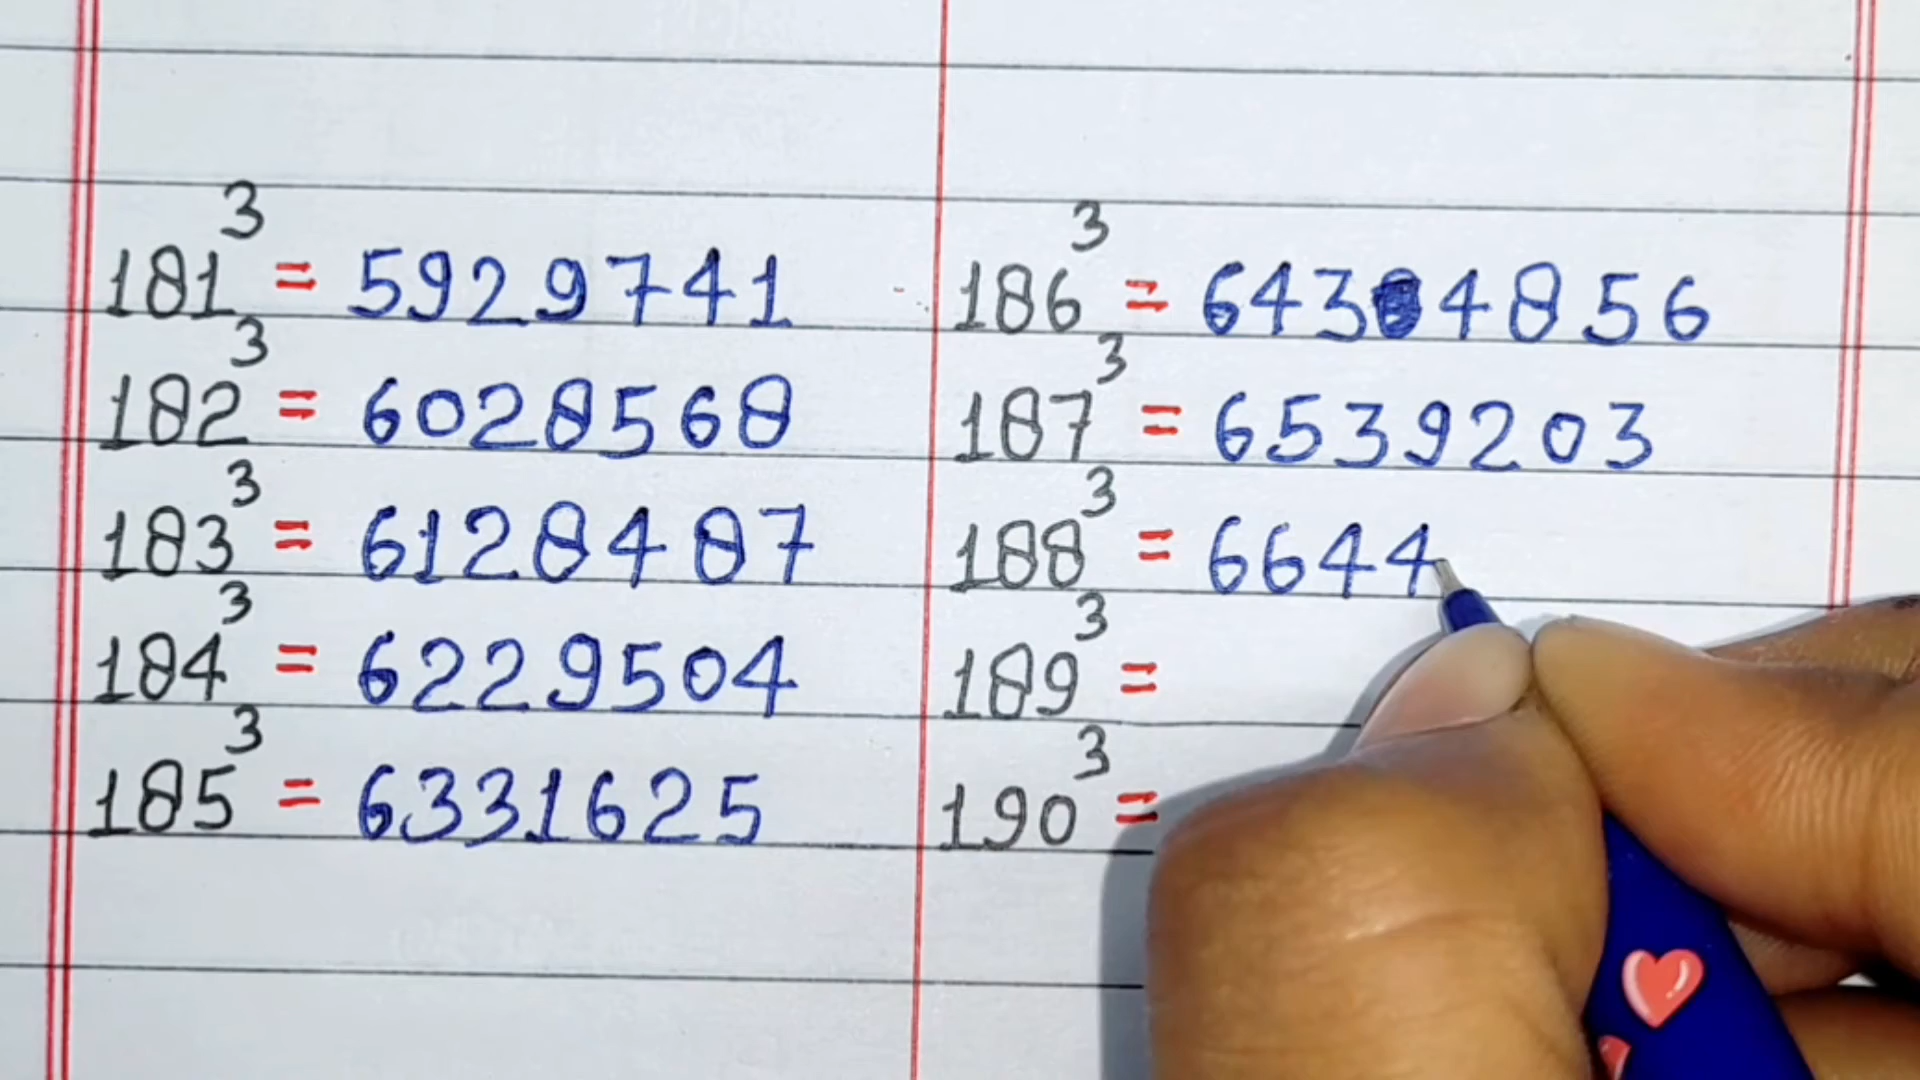 181³ = 5929741
182³ = 6028568
183³ = 6128487
184³ = 6229504
185³ = 6331625
186³ = 6434856
187³ = 6539203
188³ = 6644
189³ =
190³ =